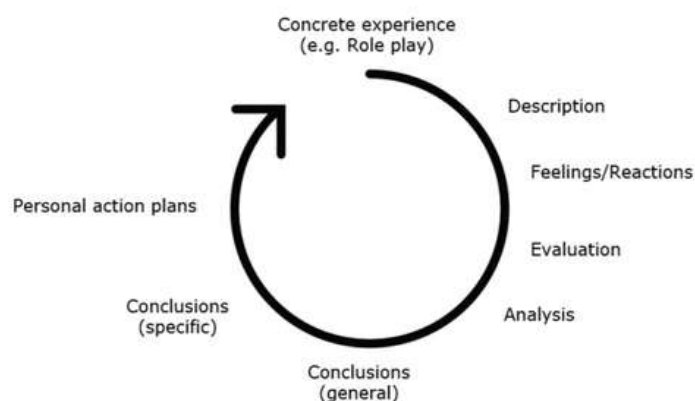 Concrete experience
(e.g. Role play)
Description
Feelings/Reactions
Evaluation
Analysis
Conclusions
(general)
Conclusions
(specific)
Personal action plans